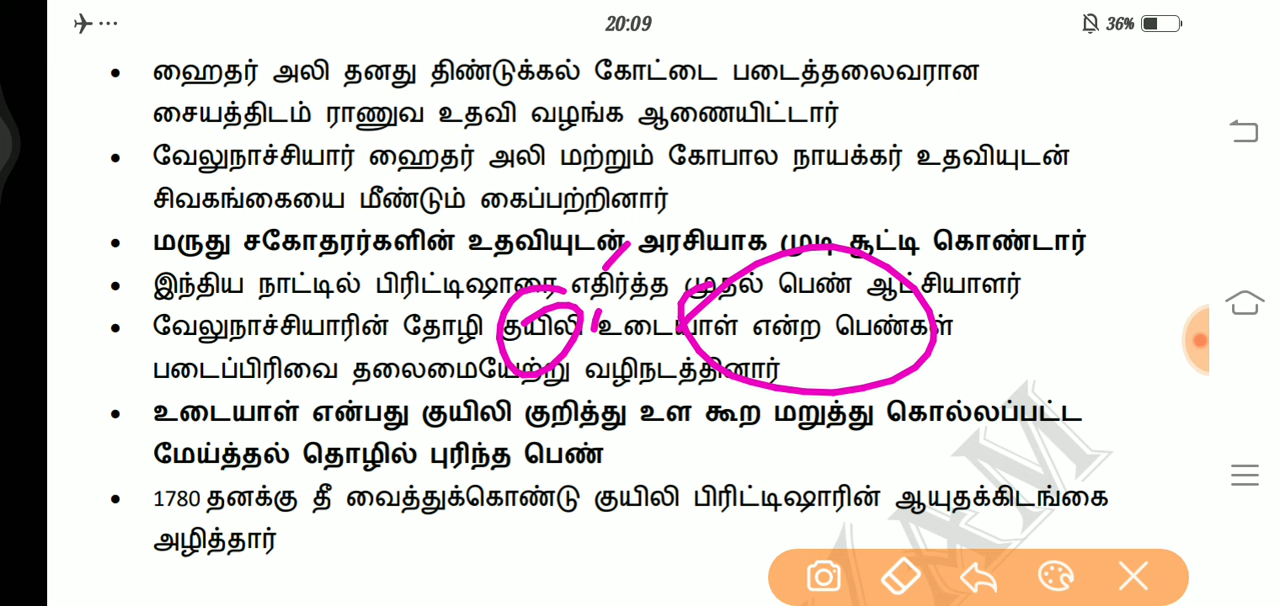 20:09
36%
• ஹைதர் அலி தனது திண்டுக்கல் கோட்டை படைத்தலைவரான
சையத்திடம் ராணுவ உதவி வழங்க ஆணையிட்டார்
• வேலுநாச்சியார் ஹைதர் அலி மற்றும் கோபால நாயக்கர் உதவியுடன்
சிவகங்கையை மீண்டும் கைப்பற்றினார்
• மருது சகோதரர்களின் உதவியுடன் அரசியாக முடி சூட்டி கொண்டார்
• இந்திய நாட்டில் பிரிட்டிஷாரை எதிர்த்த முதல் பெண் ஆட்சியாளர்
• வேலுநாச்சியாரின் தோழி குயிலி உடையாள் என்ற பெண்கள்
படைப்பிரிவை தலைமையேற்று வழிநடத்தினார்
• உடையாள் என்பது குயிலி குறித்து உள கூற மறுத்து கொல்லப்பட்ட
மேய்த்தல் தொழில் புரிந்த பெண்
• 1780 தனக்கு தீ வைத்துக்கொண்டு குயிலி பிரிட்டிஷாரின் ஆயுதக்கிடங்கை
அழித்தார்